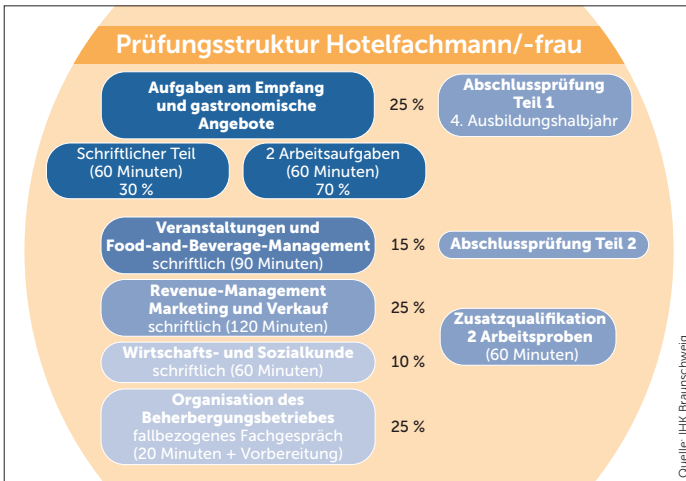 Prüfungsstruktur Hotelfachmann/-frau
Aufgaben am Empfang
und gastronomische
Angebote
25 %
Abschlussprüfung
Teil 1
4. Ausbildungshalbjahr
Schriftlicher Teil
(60 Minuten)
30 %
2 Arbeitsaufgaben
(60 Minuten)
70 %
Veranstaltungen und
Food-and-Beverage-Management
schriftlich (90 Minuten)
15 %
Abschlussprüfung Teil 2
Revenue-Management
Marketing und Verkauf
schriftlich (120 Minuten)
25 %
Zusatzqualifikation
2 Arbeitsproben
(60 Minuten)
Wirtschafts- und Sozialkunde
schriftlich (60 Minuten)
10 %
Organisation des
Beherbergungsbetriebes
fallbezogenes Fachgespräch
(20 Minuten + Vorbereitung)
25 %
Quelle: IHK Braunschweig